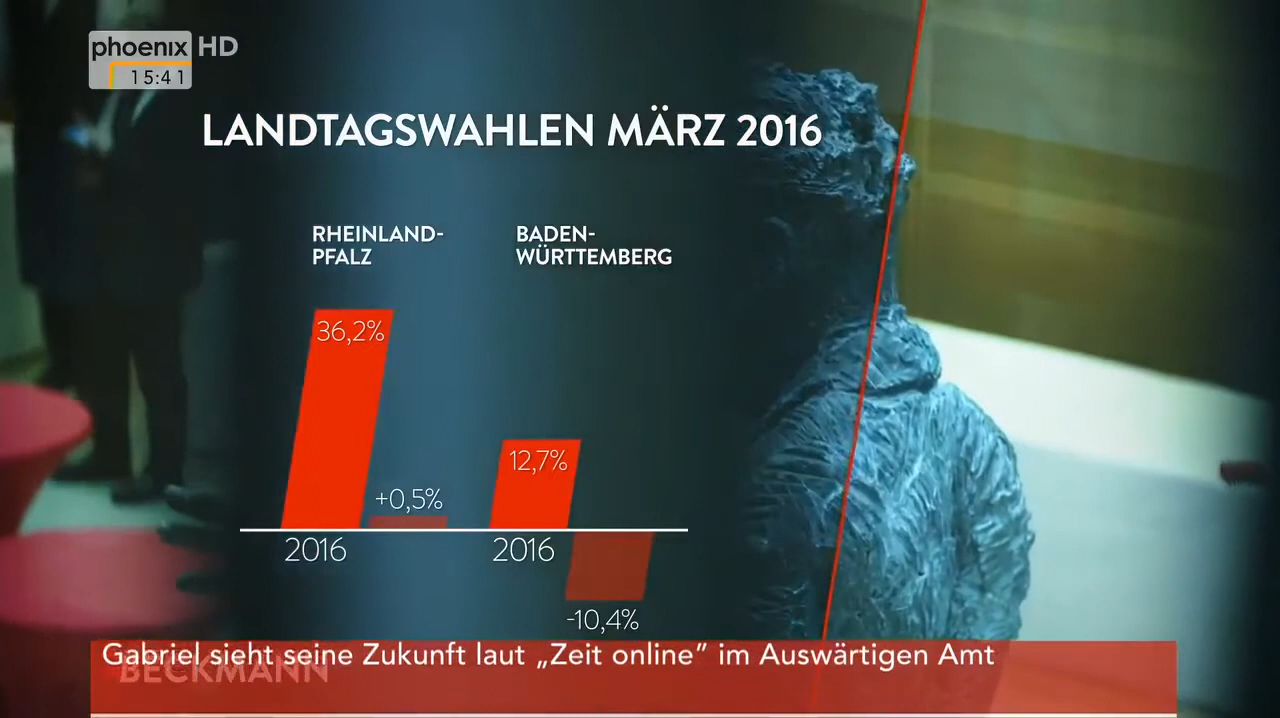 phoenix HD
15:41
LANDTAGSWAHLEN MÄRZ 2016
RHEINLAND-
PFALZ
BADEN-
WÜRTTEMBERG
36,2%
12,7%
+0,5%
2016
2016
-10,4%
Gabriel sieht seine Zukunft laut „Zeit online” im Auswärtigen Amt
BECKMANN